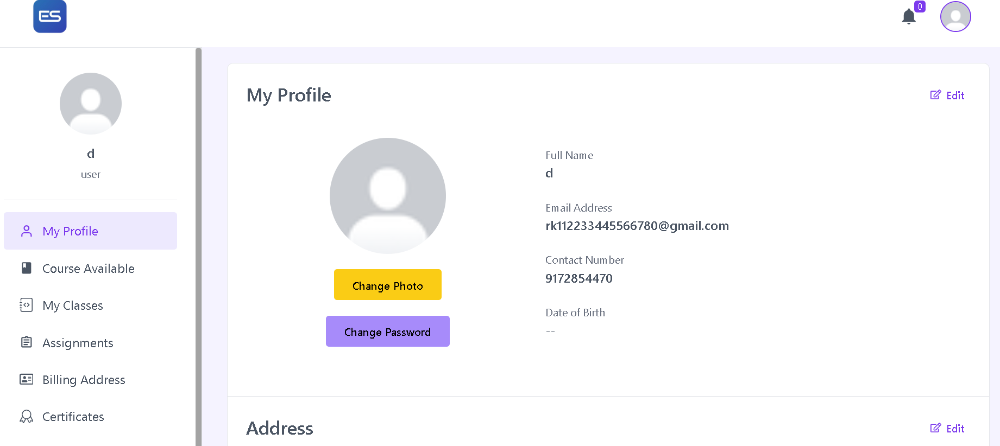 ES
0
d
user
My Profile
Course Available
My Classes
Assignments
Billing Address
Certificates
My Profile
Edit
Change Photo
Change Password
Full Name
d
Email Address
rk112233445566780@gmail.com
Contact Number
9172854470
Date of Birth
--
Address
Edit